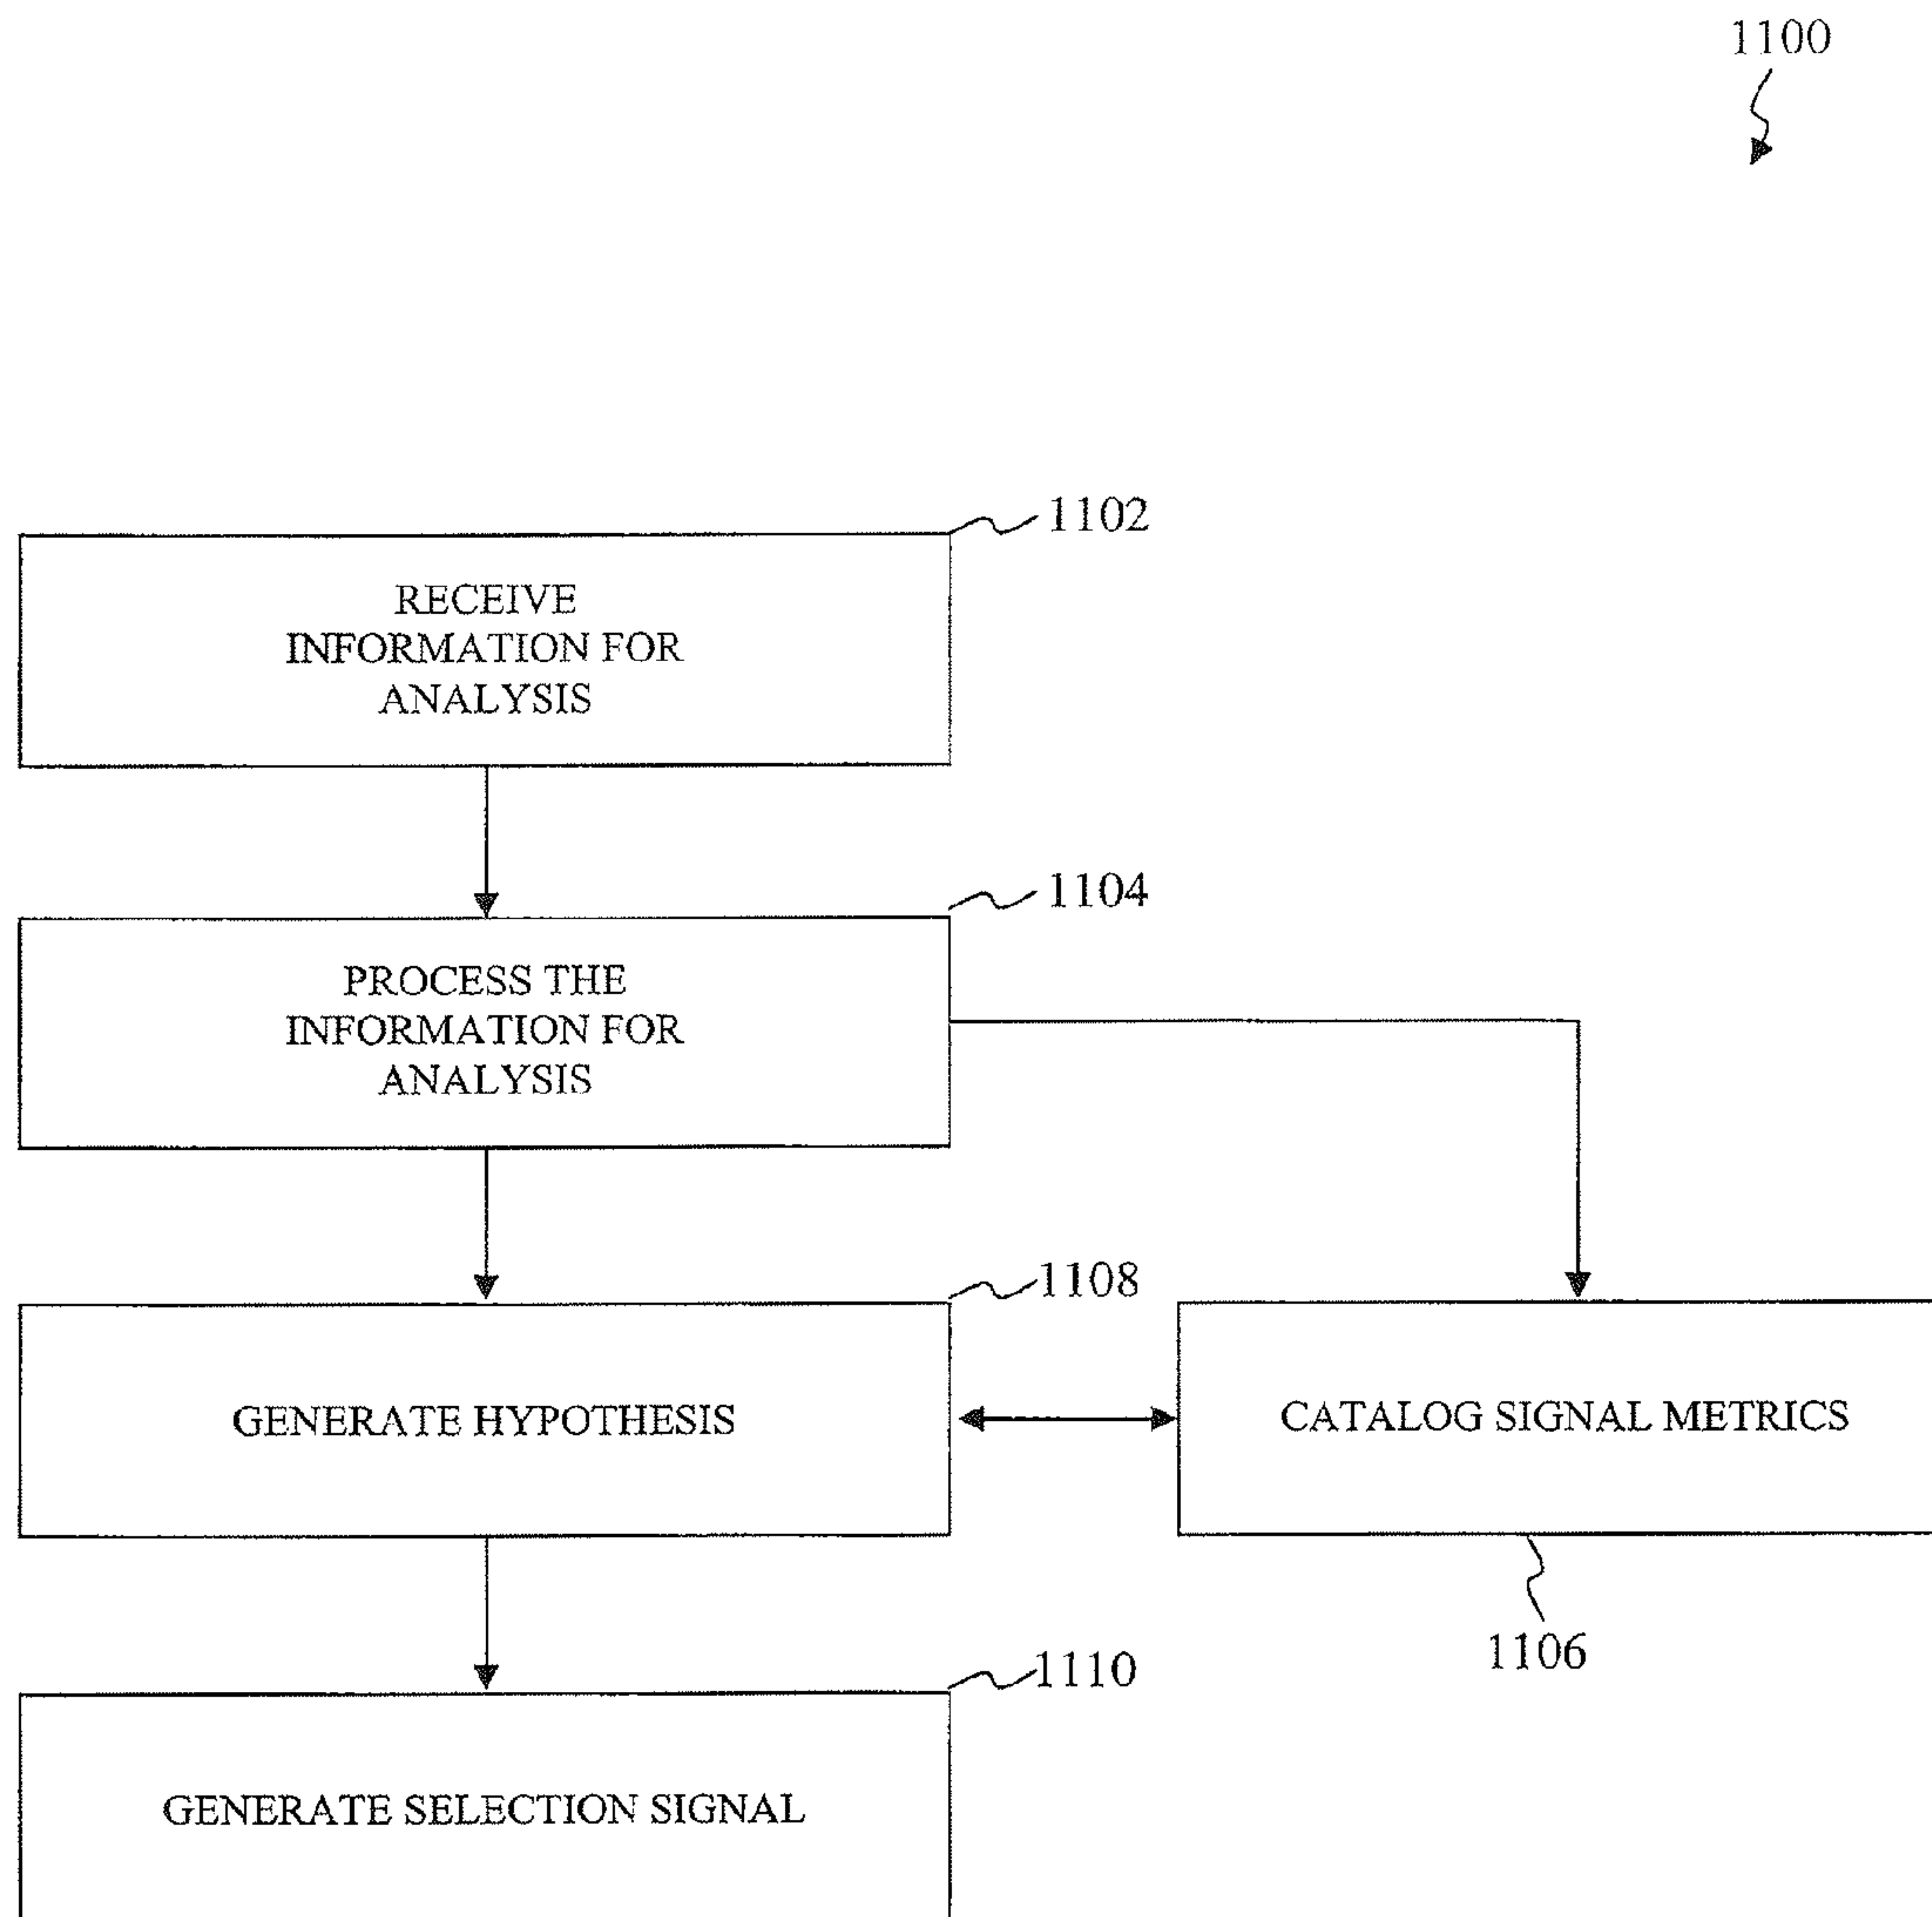 1100
1102
RECEIVE
INFORMATION FOR
ANALYSIS
1104
PROCESS THE
INFORMATION FOR
ANALYSIS
1108
GENERATE HYPOTHESIS
CATALOG SIGNAL METRICS
1106
1110
GENERATE SELECTION SIGNAL